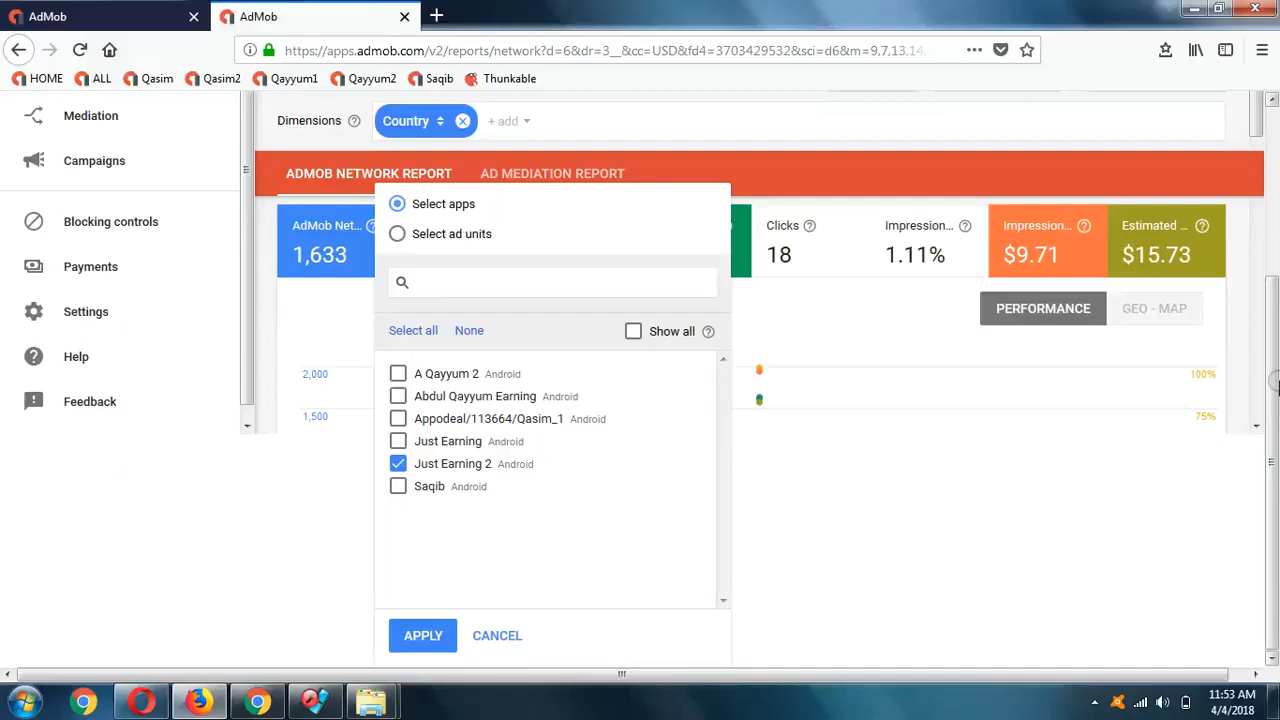 AdMob
AdMob
https://apps.admob.com/v2/reports/network?d=6&dr=3__&cc=USD&fd4=3703429532&sci=d6&m=9,7,13,14,
HOME ALL Qasim Qasim2 Qayyum1 Qayyum2 Saqib Thunkable
Mediation
Campaigns
Blocking controls
Payments
Settings
Help
Feedback
Dimensions Country + add
ADMOB NETWORK REPORT AD MEDIATION REPORT
AdMob Net... 1,633
Select apps
Select ad units
Select all None Show all
A Qayyum 2 Android
Abdul Qayyum Earning Android
Appodeal/113664/Qasim_1 Android
Just Earning Android
Just Earning 2 Android
Saqib Android
APPLY CANCEL
Clicks 18
Impression... 1.11%
Impression... $9.71
Estimated ... $15.73
PERFORMANCE GEO - MAP
2,000 100%
1,500 75%
11:53 AM
4/4/2018